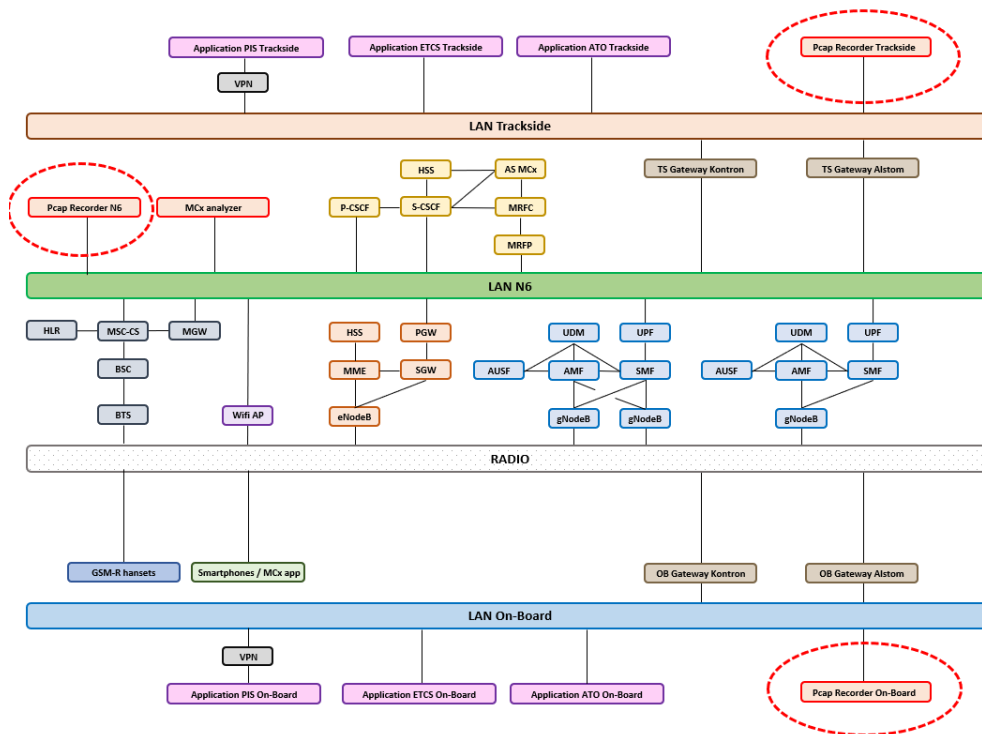 Application PIS Trackside
Application ETCS Trackside
Application ATO Trackside
Pcap Recorder Trackside
VPN
LAN Trackside
HSS
AS MCx
TS Gateway Kontron
TS Gateway Alstom
Pcap Recorder N6
MCx analyzer
P-CSCF
S-CSCF
MRFC
MRFP
LAN N6
HLR
MSC-CS
MGW
HSS
PGW
UDM
UPF
UDM
UPF
BSC
MME
SGW
AUSF
AMF
SMF
AUSF
AMF
SMF
BTS
Wifi AP
eNodeB
gNodeB
gNodeB
gNodeB
RADIO
GSM-R hansets
Smartphones / MCx app
OB Gateway Kontron
OB Gateway Alstom
LAN On-Board
VPN
Application PIS On-Board
Application ETCS On-Board
Application ATO On-Board
Pcap Recorder On-Board